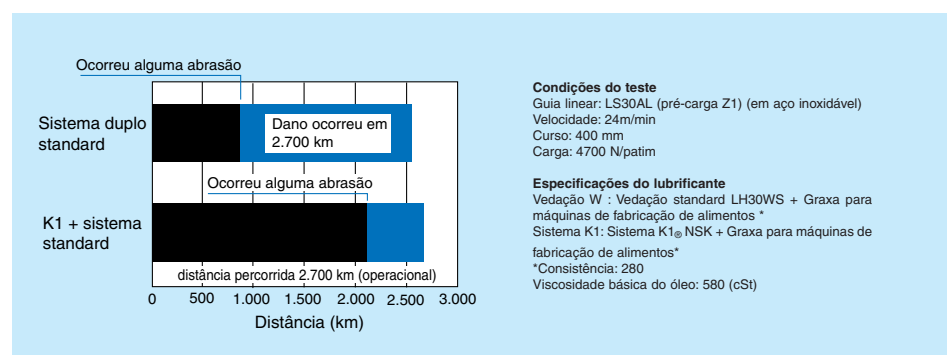 Ocorreu alguma abrasão
Sistema duplo
standard
Dano ocorreu em
2.700 km
Ocorreu alguma abrasão
K1 + sistema
standard
distância percorrida 2.700 km (operacional)
0 500 1.000 1.500 2.000 2.500 3.000
Distância (km)
Condições do teste
Guia linear: LS30AL (pré-carga Z1) (em aço inoxidável)
Velocidade: 24m/min
Curso: 400 mm
Carga: 4700 N/patim
Especificações do lubrificante
Vedação W : Vedação standard LH30WS + Graxa para
máquinas de fabricação de alimentos *
Sistema K1: Sistema K1® NSK + Graxa para máquinas de
fabricação de alimentos*
*Consistência: 280
Viscosidade básica do óleo: 580 (cSt)